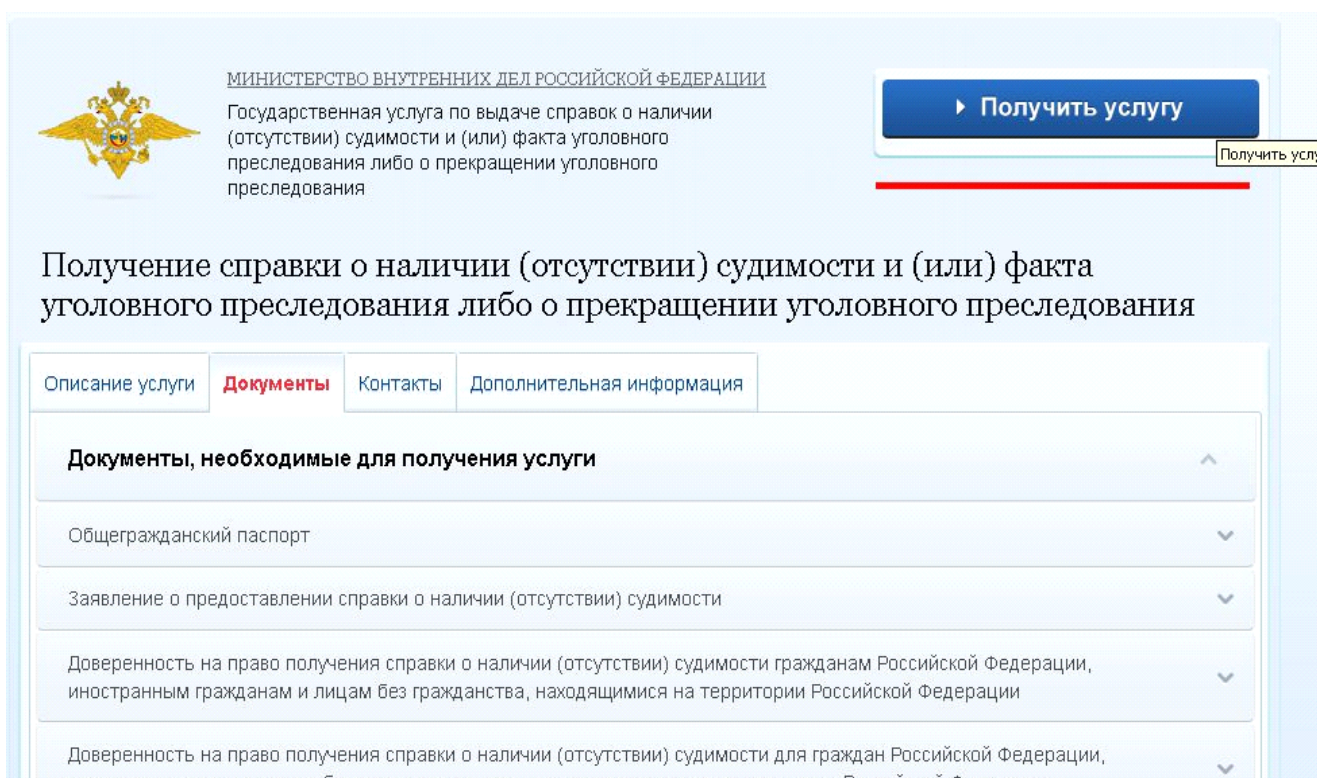 МИНИСТЕРСТВО ВНУТРЕННИХ ДЕЛ РОССИЙСКОЙ ФЕДЕРАЦИИ
Государственная услуга по выдаче справок о наличии
(отсутствии) судимости и (или) факта уголовного
преследования либо о прекращении уголовного
преследования
Получить услугу
Получить усл
Получение справки о наличии (отсутствии) судимости и (или) факта
уголовного преследования либо о прекращении уголовного преследования
Описание услуги Документы Контакты Дополнительная информация
Документы, необходимые для получения услуги
Общегражданский паспорт
Заявление о предоставлении справки о наличии (отсутствии) судимости
Доверенность на право получения справки о наличии (отсутствии) судимости гражданам Российской Федерации,
иностранным гражданам и лицам без гражданства, находящимися на территории Российской Федерации
Доверенность на право получения справки о наличии (отсутствии) судимости для граждан Российской Федерации,